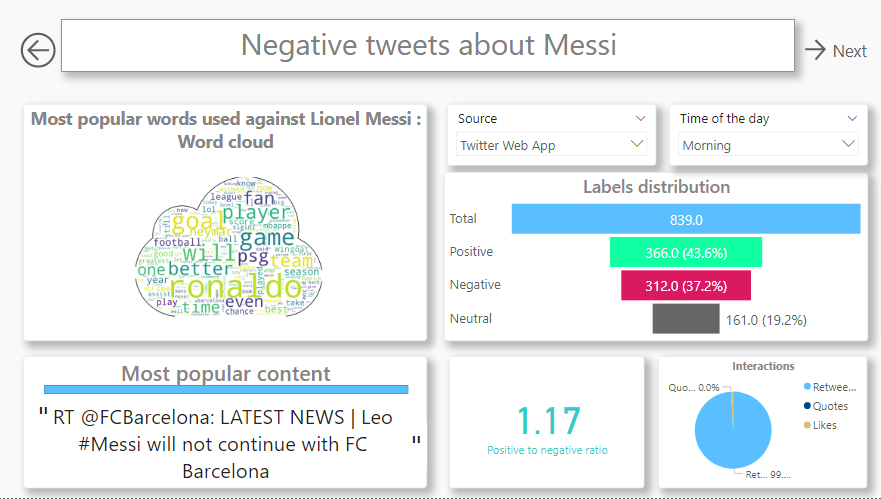 Negative tweets about Messi
Next
Most popular words used against Lionel Messi :
Word cloud
know
now
league
fan
lol
player
goal
score
mbappe
neymar
game
football
ball
will
psg
wingoat
good
team
one
better
season
year
ronaldo
assist
play
even
take
time
best
chance
Source
Twitter Web App
Time of the day
Morning
Labels distribution
Total 839.0
Positive 366.0 (43.6%)
Negative 312.0 (37.2%)
Neutral 161.0 (19.2%)
Most popular content
" RT @FCBarcelona: LATEST NEWS | Leo
#Messi will not continue with FC "
Barcelona
1.17
Positive to negative ratio
Interactions
Quo... 0.0%
Retwee...
Quotes
Likes
Ret... 99....